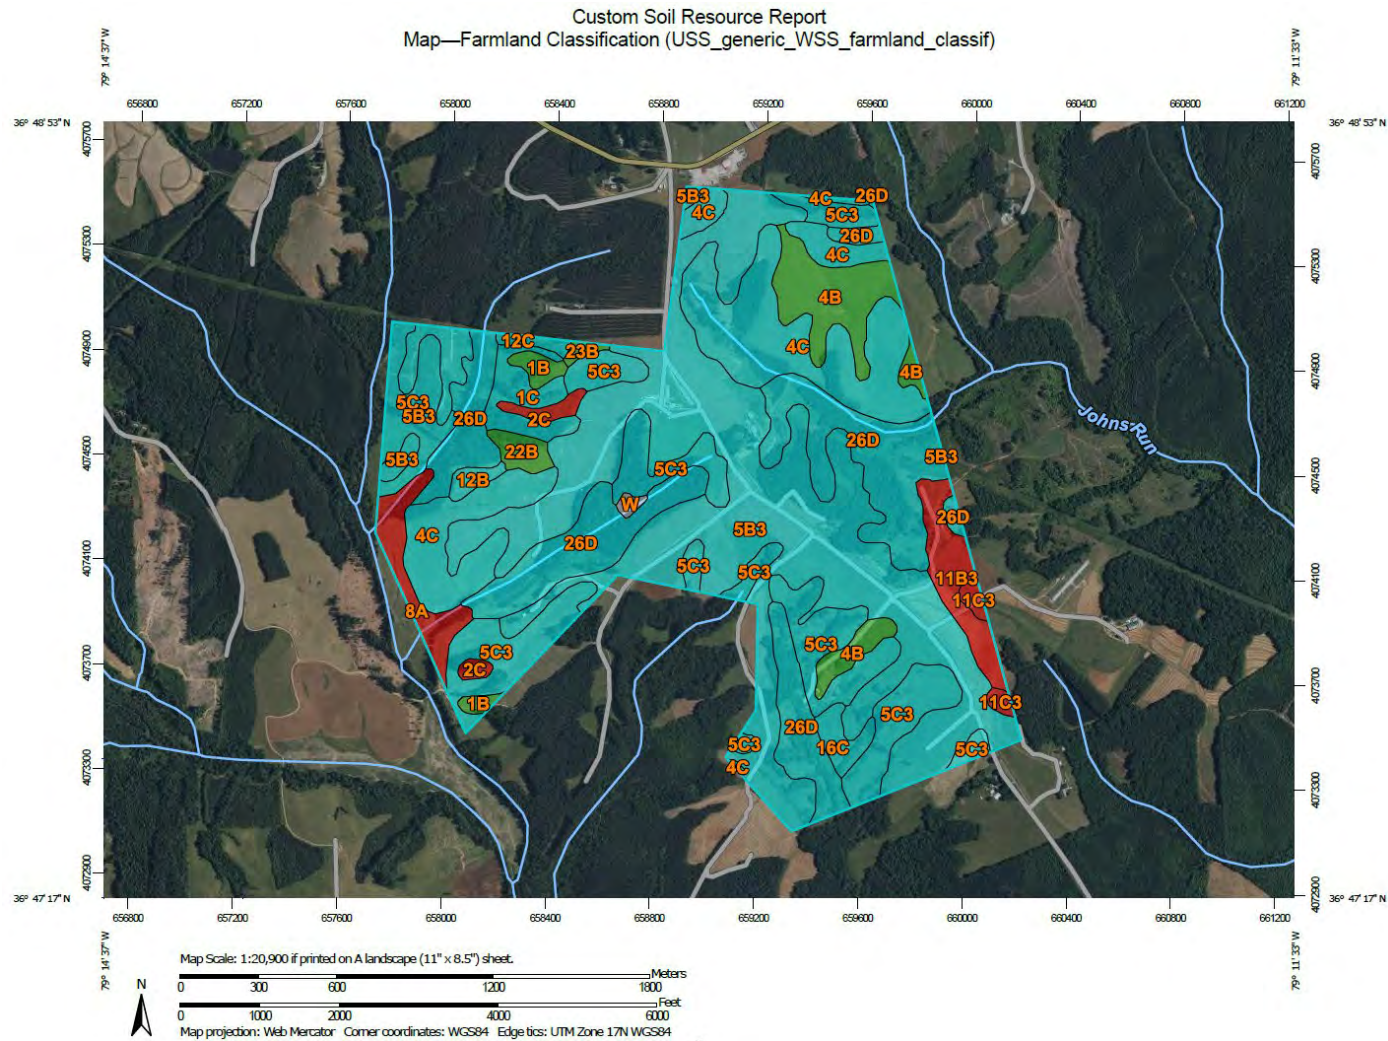 Custom Soil Resource Report
Map—Farmland Classification (USS_generic_WSS_farmland_classif)
79° 14' 37" W
79° 11' 33" W
656800 657200 657600 658000 658400 658800 659200 659600 660000 660400 660800 661200
36° 48' 53" N
36° 48' 53" N
4075700
4075700
5B3
4C
4C
26D
5C3
26D
4C
4075300
4075300
4B
12C
23B
1B
5C3
4C
4074900
4074900
4B
5C3
1C
5B3
26D
2C
Johns Run
26D
22B
5B3
5B3
4074500
4074500
12B
5C3
W
26D
4C
26D
5B3
4074100
4074100
5C3
5C3
11B3
11C3
8A
5C3
4B
5C3
2C
4073700
4073700
1B
11C3
26D
5C3
5C3
16C
5C3
4C
4073300
4073300
4072900
4072900
36° 47' 17" N
36° 47' 17" N
656800 657200 657600 658000 658400 658800 659200 659600 660000 660400 660800 661200
79° 14' 37" W
79° 11' 33" W
Map Scale: 1:20,900 if printed on A landscape (11" x 8.5") sheet.
Meters
0 300 600 1200 1800
N
Feet
0 1000 2000 4000 6000
Map projection: Web Mercator Corner coordinates: WGS84 Edge tics: UTM Zone 17N WGS84